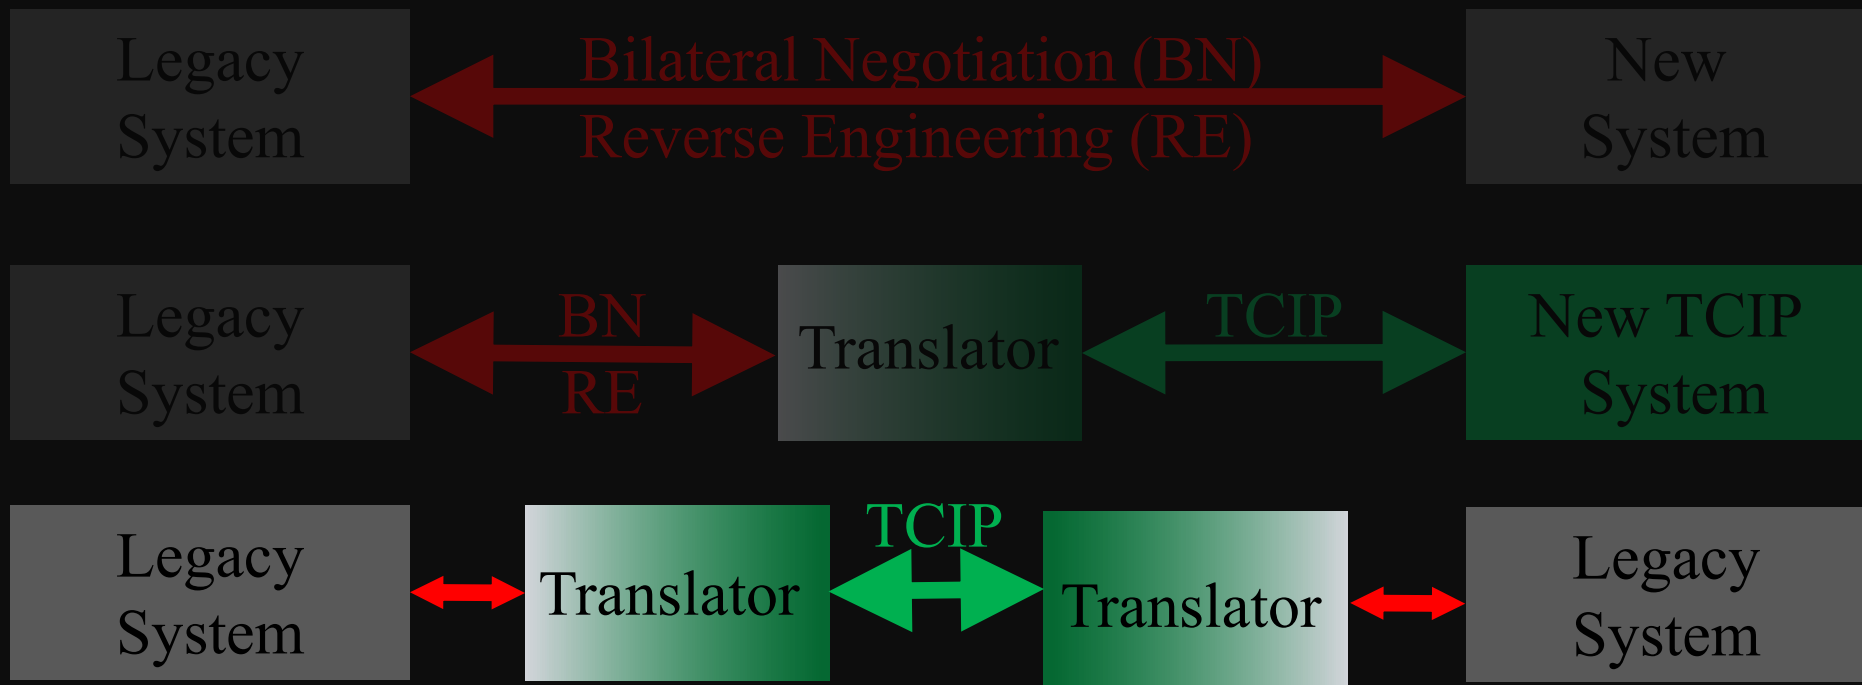 Legacy
System
Bilateral Negotiation (BN)
Reverse Engineering (RE)
New
System
Legacy
System
BN
RE
Translator
TCIP
New TCIP
System
Legacy
System
Translator
TCIP
Translator
Legacy
System